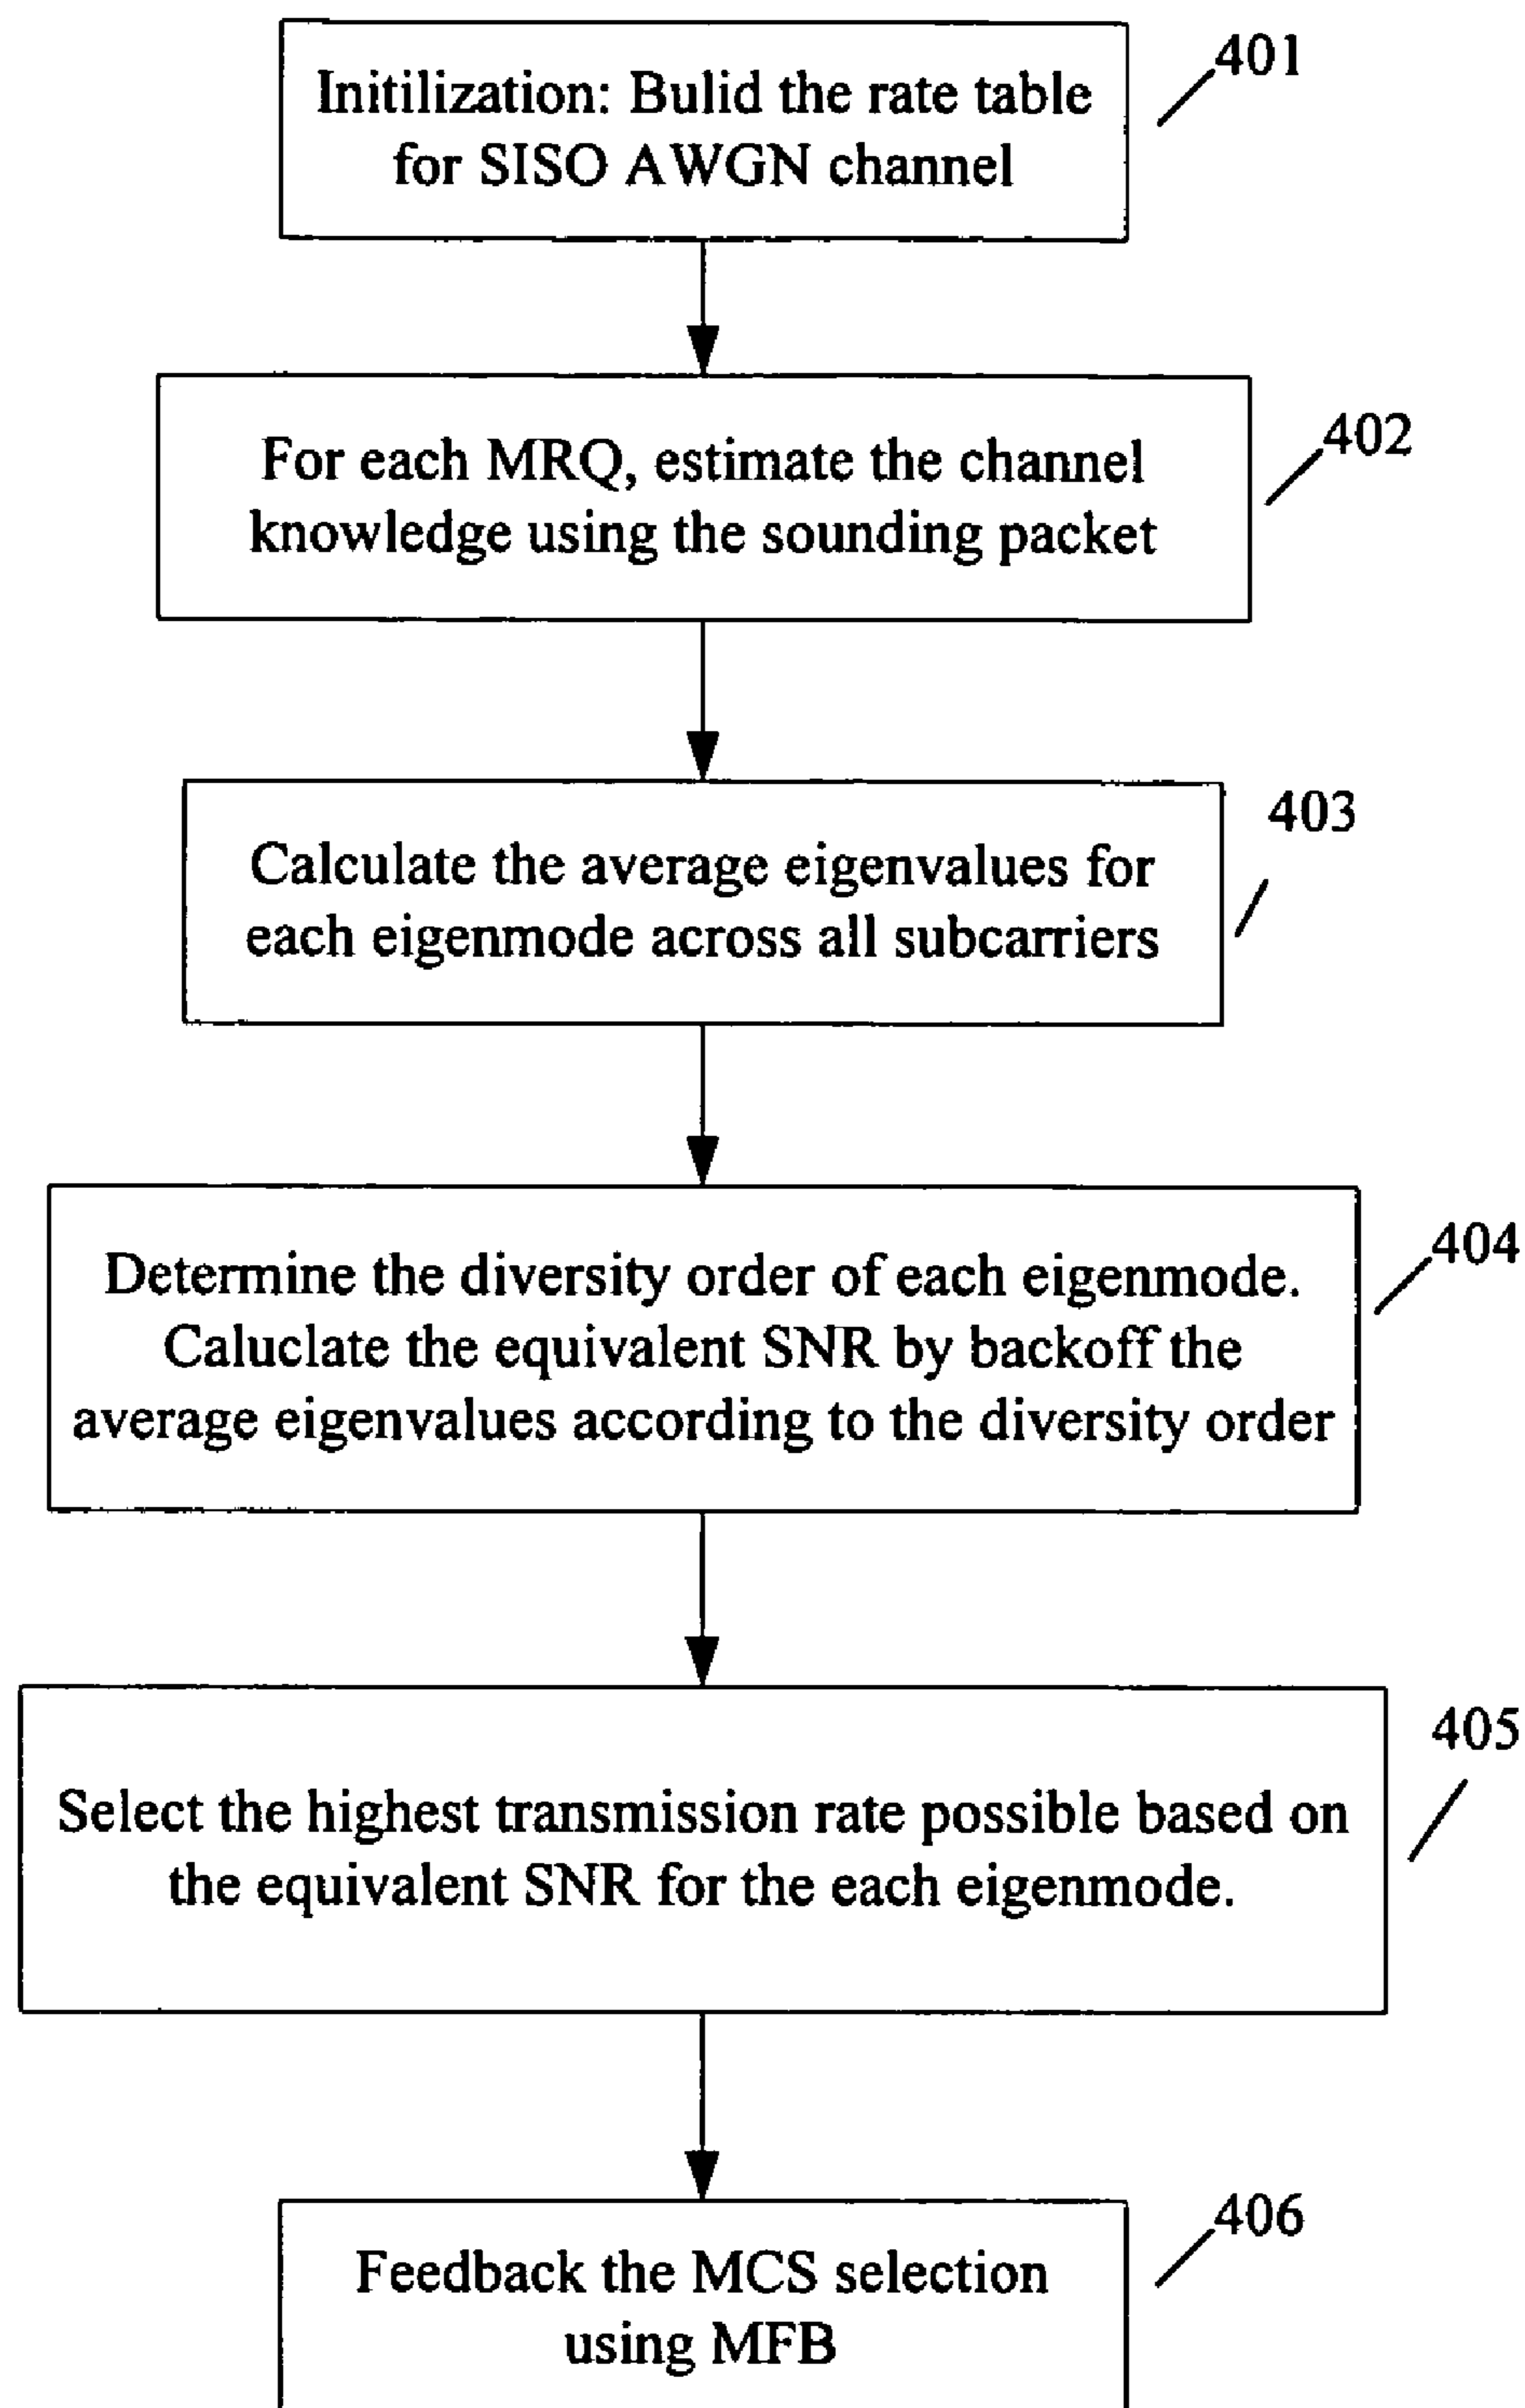 Initilization: Bulid the rate table
for SISO AWGN channel
401
For each MRQ, estimate the channel
knowledge using the sounding packet
402
Calculate the average eigenvalues for
each eigenmode across all subcarriers
403
Determine the diversity order of each eigenmode.
Caluclate the equivalent SNR by backoff the
average eigenvalues according to the diversity order
404
Select the highest transmission rate possible based on
the equivalent SNR for the each eigenmode.
405
Feedback the MCS selection
using MFB
406